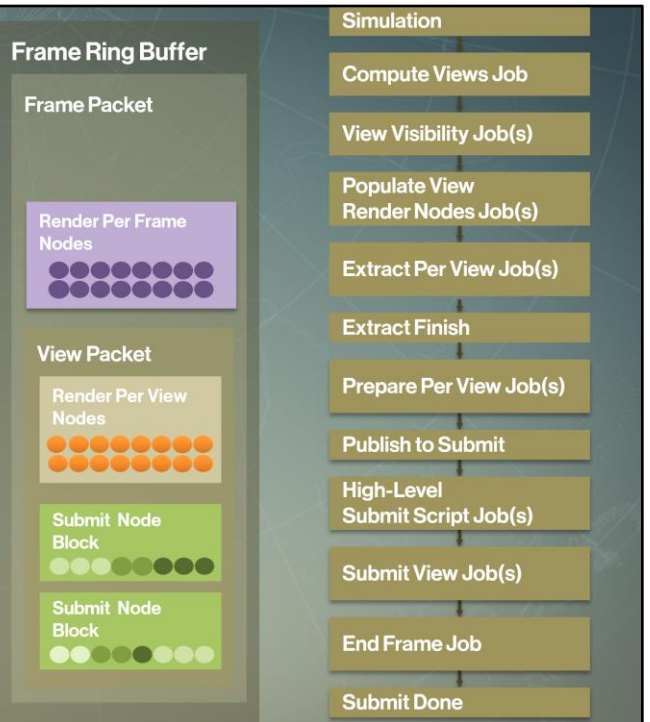 Frame Ring Buffer
Frame Packet
Render Per Frame
Nodes
View Packet
Render Per View
Nodes
Submit Node
Block
Submit Node
Block
Simulation
Compute Views Job
View Visibility Job(s)
Populate View
Render Nodes Job(s)
Extract Per View Job(s)
Extract Finish
Prepare Per View Job(s)
Publish to Submit
High-Level
Submit Script Job(s)
Submit View Job(s)
End Frame Job
Submit Done